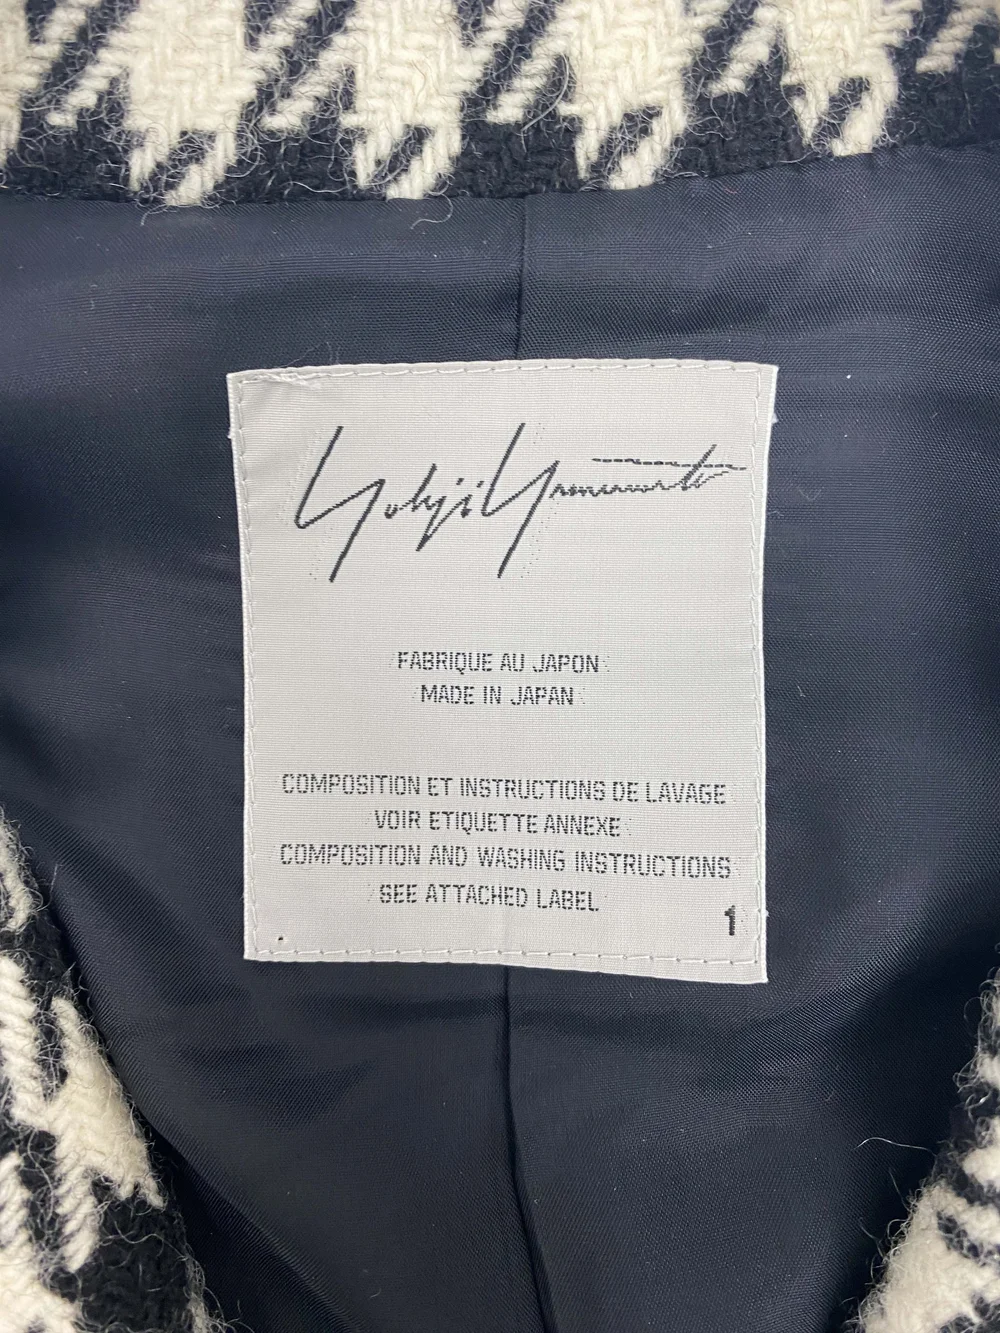 Yohji Yamamoto
FABRIQUE AU JAPON
MADE IN JAPAN
COMPOSITION ET INSTRUCTIONS DE LAVAGE
VOIR ETIQUETTE ANNEXE
COMPOSITION AND WASHING INSTRUCTIONS
SEE ATTACHED LABEL
1